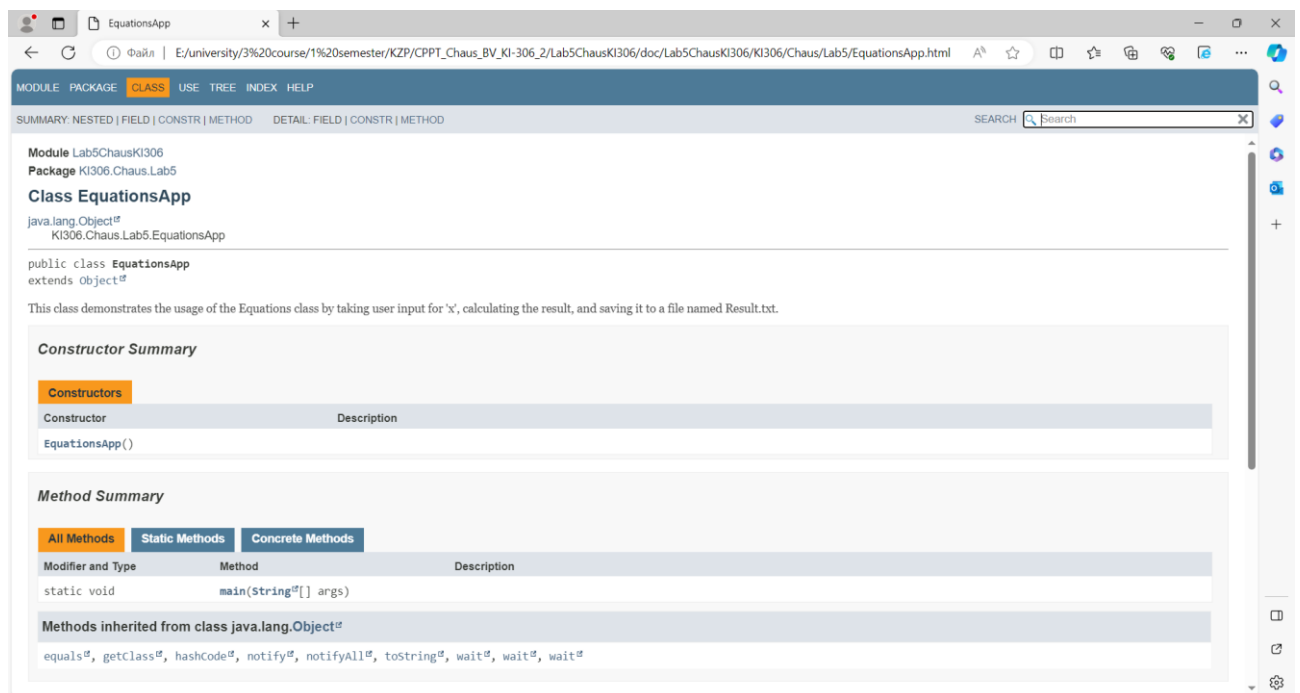 EquationsApp
Файл | E:/university/3%20course/1%20semester/KZP/CPPT_Chaus_BV_KI-306_2/Lab5ChausKI306/doc/Lab5ChausKI306/KI306/Chaus/Lab5/EquationsApp.html
MODULE PACKAGE CLASS USE TREE INDEX HELP
SUMMARY: NESTED | FIELD | CONSTR | METHOD DETAIL: FIELD | CONSTR | METHOD SEARCH Search
Module Lab5ChausKI306
Package KI306.Chaus.Lab5
Class EquationsApp
java.lang.Object
KI306.Chaus.Lab5.EquationsApp
public class EquationsApp
extends Object
This class demonstrates the usage of the Equations class by taking user input for 'x', calculating the result, and saving it to a file named Result.txt.
Constructor Summary
Constructors
Constructor Description
EquationsApp()
Method Summary
All Methods Static Methods Concrete Methods
Modifier and Type Method Description
static void main(String[] args)
Methods inherited from class java.lang.Object
equals, getClass, hashCode, notify, notifyAll, toString, wait, wait, wait